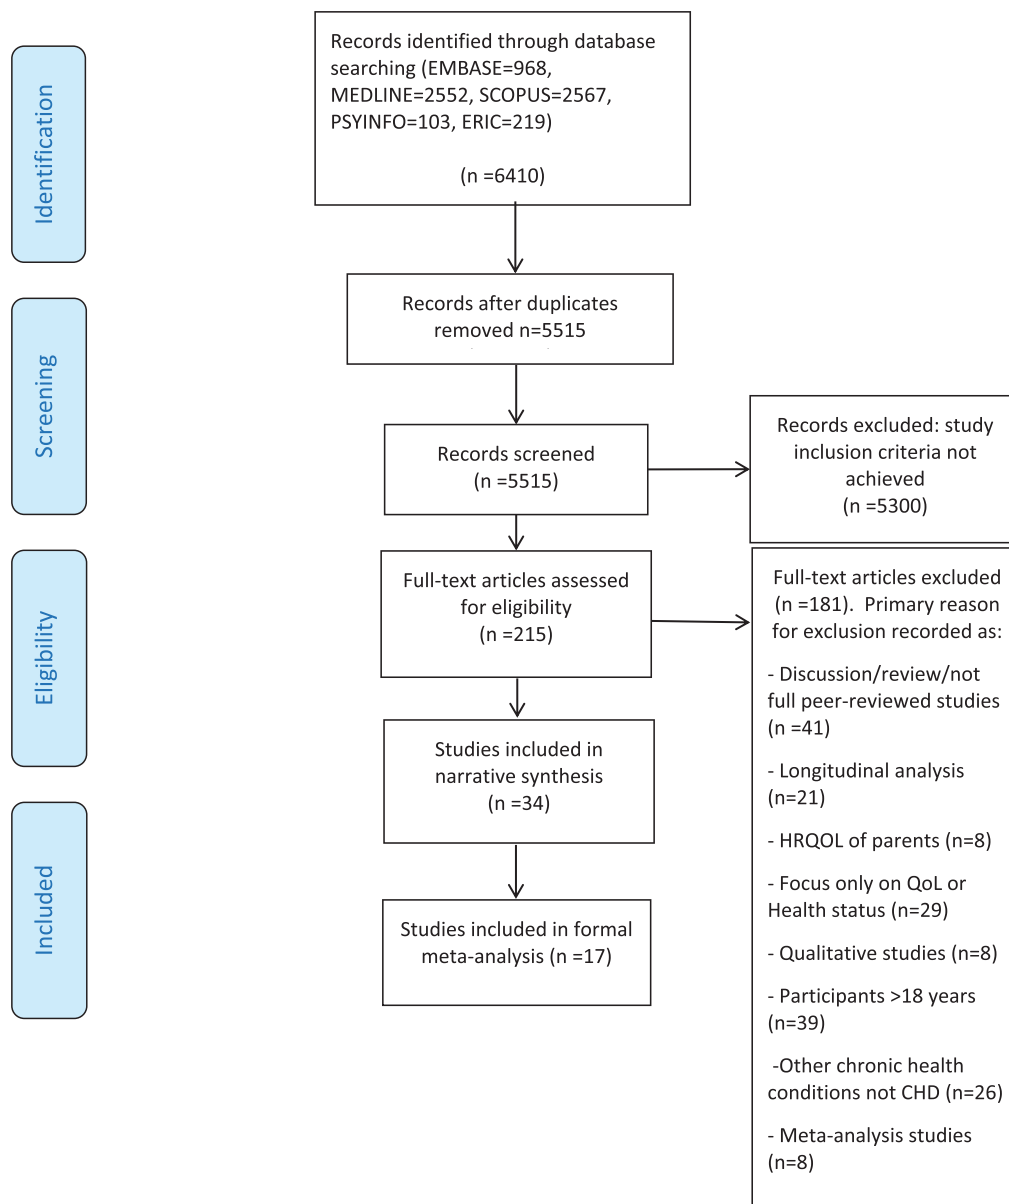 Identification
Records identified through database
searching (EMBASE=968,
MEDLINE=2552, SCOPUS=2567,
PSYINFO=103, ERIC=219)
(n =6410)
Records after duplicates
removed n=5515
Screening
Records screened
(n =5515)
Records excluded: study
inclusion criteria not
achieved
(n =5300)
Eligibility
Full-text articles assessed
for eligibility
(n =215)
Full-text articles excluded
(n =181).  Primary reason
for exclusion recorded as:
- Discussion/review/not
full peer-reviewed studies
(n =41)
- Longitudinal analysis
(n=21)
- HRQOL of parents (n=8)
- Focus only on QoL or
Health status (n=29)
- Qualitative studies (n=8)
- Participants >18 years
(n=39)
-Other chronic health
conditions not CHD (n=26)
- Meta-analysis studies
(n=8)
Studies included in
narrative synthesis
(n =34)
Included
Studies included in formal
meta-analysis (n =17)